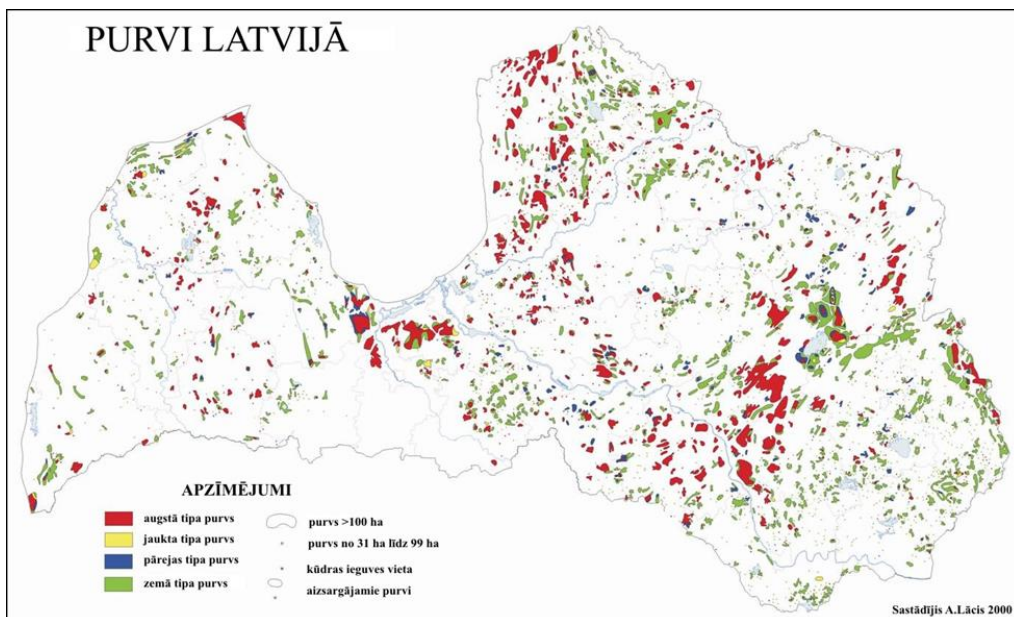 PURVI LATVIJĀ
APZĪMĒJUMI
augstā tipa purvs
jaukta tipa purvs
pārejas tipa purvs
zemā tipa purvs
purvs >100 ha
purvs no 31 ha līdz 99 ha
kūdras ieguves vieta
aizsargājamie purvi
Sastādījis A.Lācis 2000